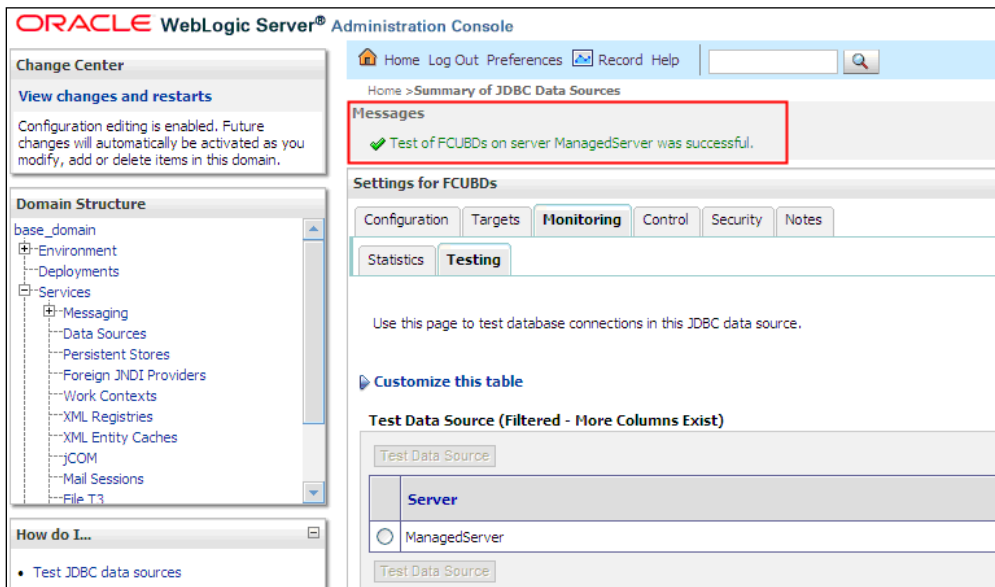 ORACLE WebLogic Server® Administration Console
Change Center
View changes and restarts
Configuration editing is enabled. Future
changes will automatically be activated as you
modify, add or delete items in this domain.
Domain Structure
base_domain
Environment
Deployments
Services
Messaging
Data Sources
Persistent Stores
Foreign JNDI Providers
Work Contexts
XML Registries
XML Entity Caches
jCOM
Mail Sessions
File T3
How do I...
Test JDBC data sources
Home Log Out Preferences Record Help
Home >Summary of JDBC Data Sources
Messages
Test of FCUBDs on server ManagedServer was successful.
Settings for FCUBDs
Configuration Targets Monitoring Control Security Notes
Statistics Testing
Use this page to test database connections in this JDBC data source.
Customize this table
Test Data Source (Filtered - More Columns Exist)
Test Data Source
Server
ManagedServer
Test Data Source